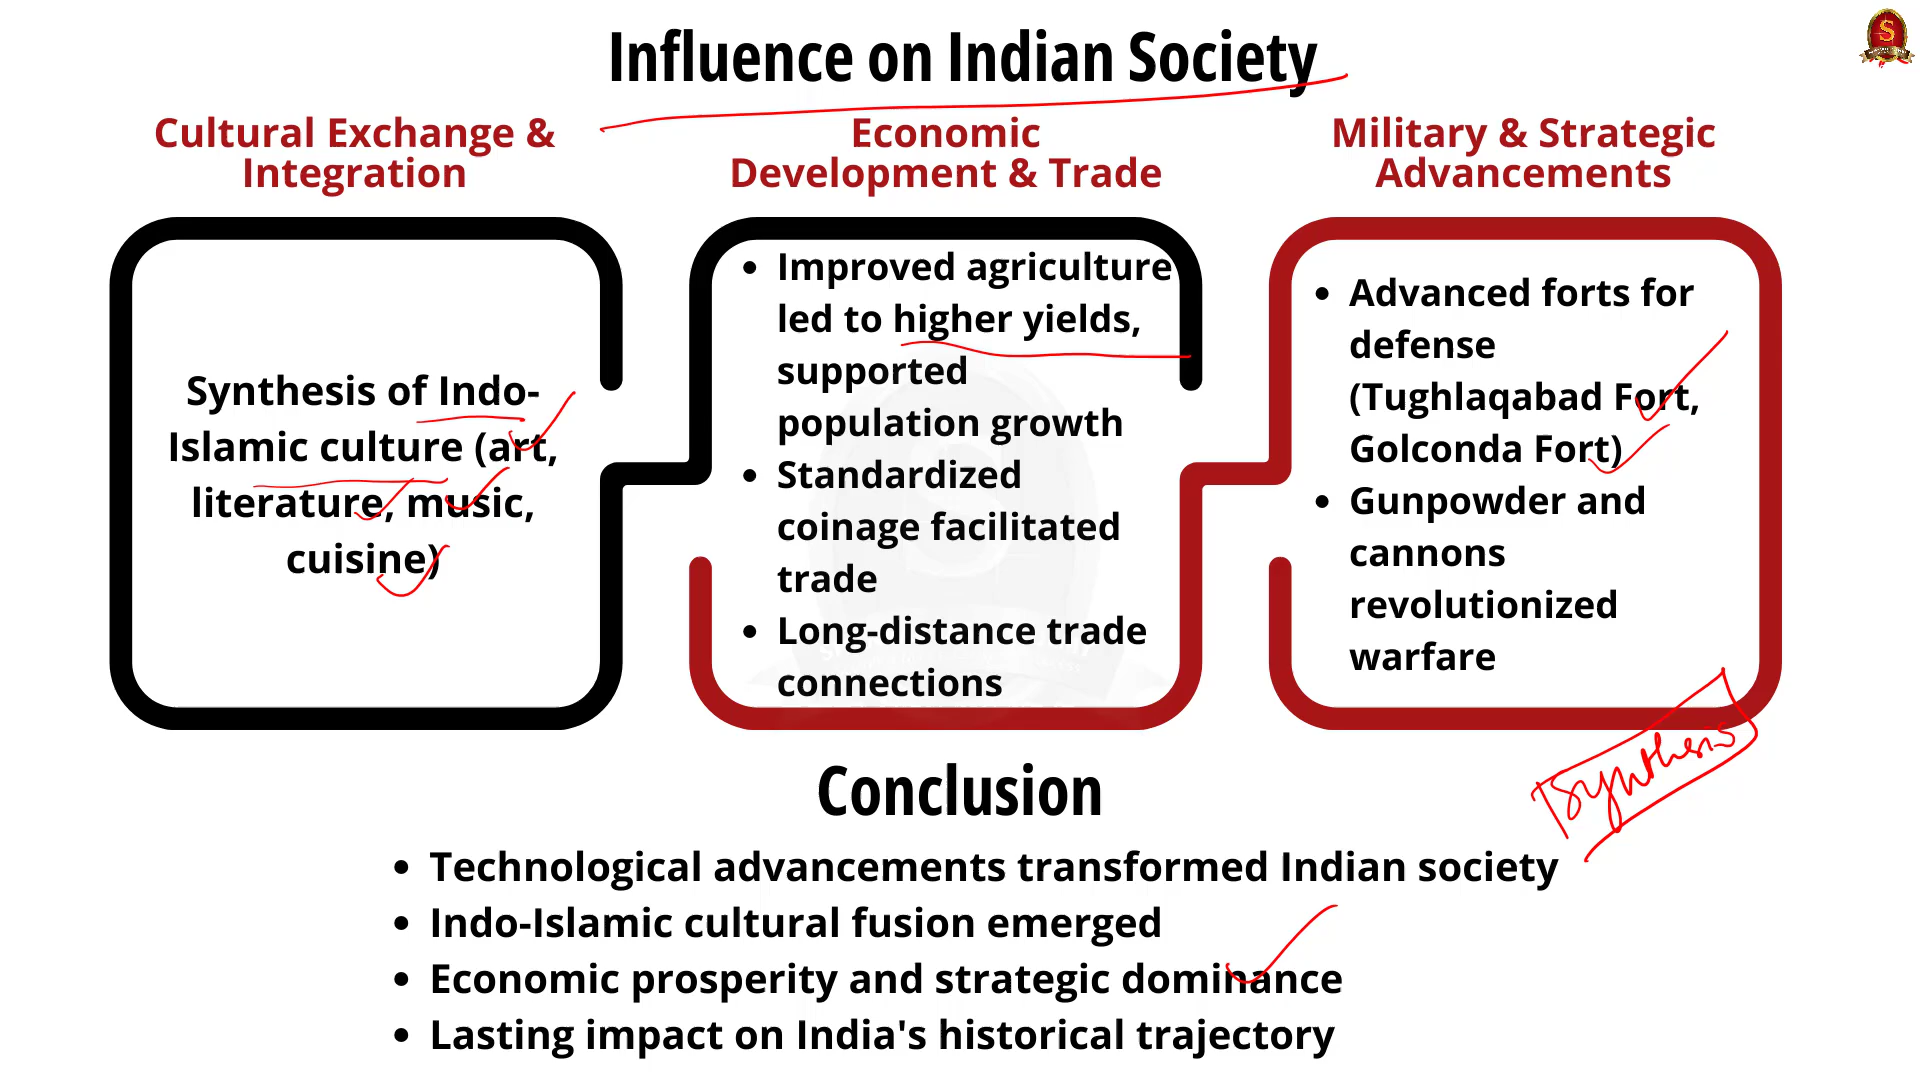 Influence on Indian Society
Cultural Exchange &
Integration
Synthesis of Indo-
Islamic culture (art,
literature, music,
cuisine)
Economic
Development & Trade
• Improved agriculture
led to higher yields,
supported
population growth
• Standardized
coinage facilitated
trade
• Long-distance trade
connections
Military & Strategic
Advancements
• Advanced forts for
defense
(Tughlaqabad Fort,
Golconda Fort)
• Gunpowder and
cannons
revolutionized
warfare
Synthesis
Conclusion
• Technological advancements transformed Indian society
• Indo-Islamic cultural fusion emerged
• Economic prosperity and strategic dominance
• Lasting impact on India's historical trajectory